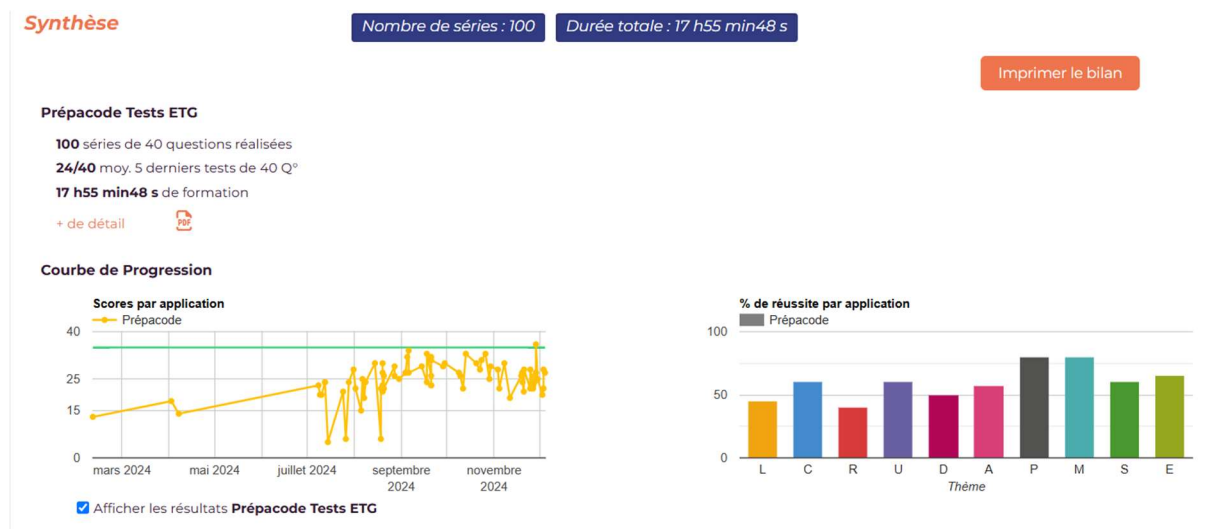 Synthèse
Nombre de séries : 100
Durée totale : 17 h55 min48 s
Imprimer le bilan
Prépacode Tests ETG
100 séries de 40 questions réalisées
24/40 moy. 5 derniers tests de 40 Q°
17 h55 min48 s de formation
+ de détail
PDF
Courbe de Progression
Scores par application
Prépacode
40
25
15
0
mars 2024 mai 2024 juillet 2024 septembre 2024 novembre 2024
Afficher les résultats Prépacode Tests ETG
% de réussite par application
Prépacode
100
50
0
L C R U D A P M S E
Thème